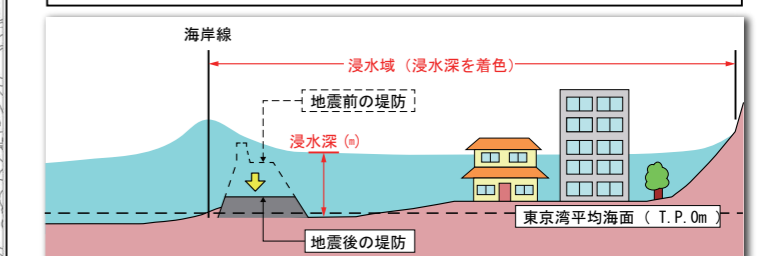 海岸線
浸水域（浸水深を着色）
地震前の堤防
浸水深(m)
東京湾平均海面（ T.P.0m ）
地震後の堤防